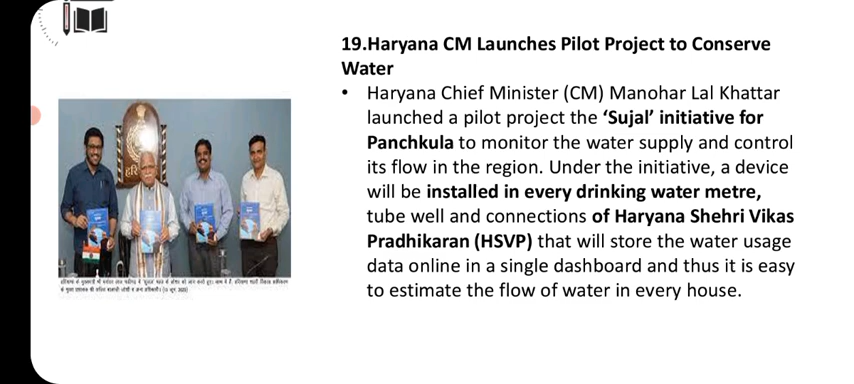 19.Haryana CM Launches Pilot Project to Conserve
Water
• Haryana Chief Minister (CM) Manohar Lal Khattar
launched a pilot project the ‘Sujal’ initiative for
Panchkula to monitor the water supply and control
its flow in the region. Under the initiative, a device
will be installed in every drinking water metre,
tube well and connections of Haryana Shehri Vikas
Pradhikaran (HSVP) that will store the water usage
data online in a single dashboard and thus it is easy
to estimate the flow of water in every house.